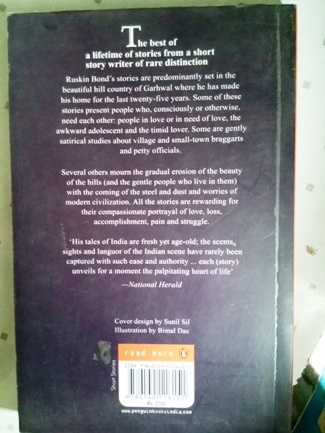 The best of
a lifetime of stories from a short
story writer of rare distinction
Ruskin Bond's stories are predominantly set in the
beautiful hill country of Garhwal where he has made
his home for the last twenty-five years. Some of these
stories present people who, consciously or otherwise,
need each other: people in love or in need of love, the
awkward adolescent and the timid lover. Some are gently
satirical studies about village and small-town braggarts
and petty officials.
Several others mourn the gradual erosion of the beauty
of the hills (and the gentle people who live in them)
with the coming of the steel and dust and worries of
modern civilization. All the stories are rewarding for
their compassionate portrayal of love, loss,
accomplishment, pain and struggle.
'His tales of India are fresh yet age-old; the scents,
sights and languor of the Indian scene have rarely been
captured with such ease and authority ... each (story)
unveils for a moment the palpitating heart of life'
—National Herald
Cover design by Sunil Sil
Illustration by Bimal Das
read more
Short Stories
Rs 250
www.penguinbooksindia.com